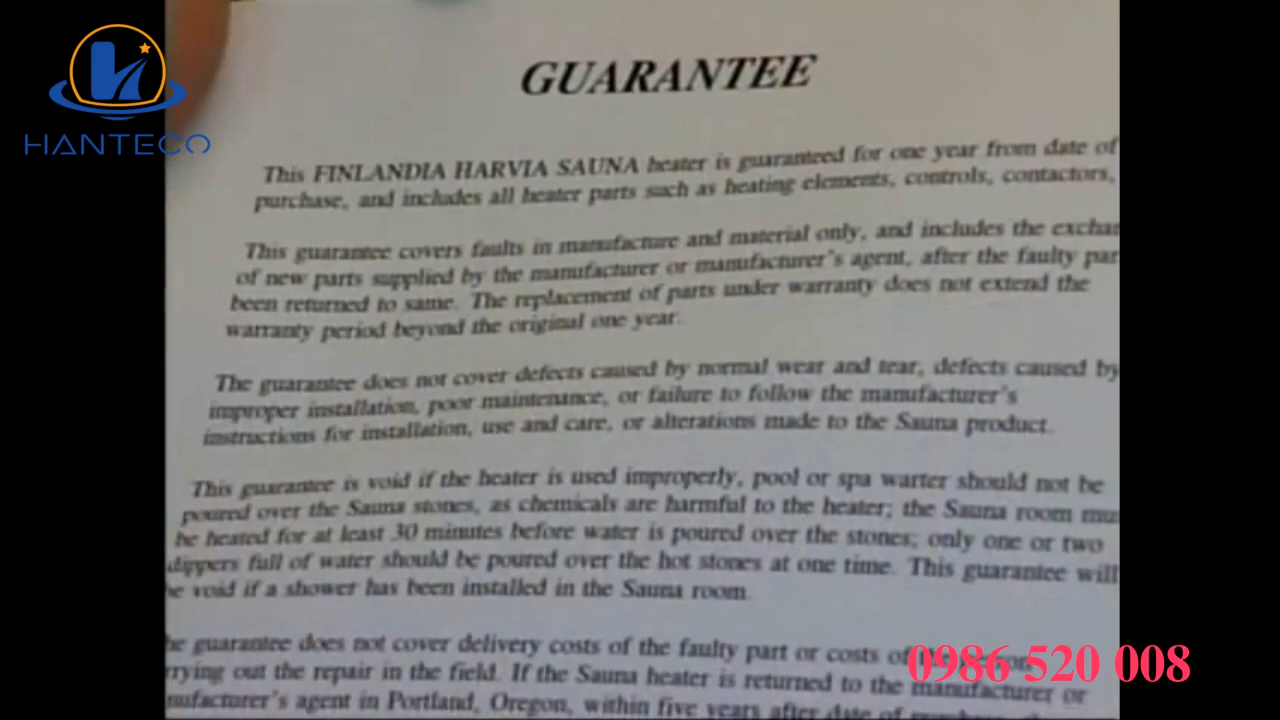 HANTECO
GUARANTEE
This FINLANDIA HARVIA SAUNA heater is guaranteed for one year from date of
purchase, and includes all heater parts such as heating elements, controls, contactors,
This guarantee covers faults in manufacture and material only, and includes the exchan
of new parts supplied by the manufacturer or manufacturer's agent, after the faulty par
been returned to same. The replacement of parts under warranty does not extend the
warranty period beyond the original one year.
The guarantee does not cover defects caused by normal wear and tear, defects caused by
improper installation, poor maintenance, or failure to follow the manufacturer's
instructions for installation, use and care, or alterations made to the Sauna product.
This guarantee is void if the heater is used improperly, pool or spa warter should not be
poured over the Sauna stones, as chemicals are harmful to the heater; the Sauna room mus
be heated for at least 30 minutes before water is poured over the stones; only one or two
dippers full of water should be poured over the hot stones at one time. This guarantee will
be void if a shower has been installed in the Sauna room.
he guarantee does not cover delivery costs of the faulty part or costs of
rrying out the repair in the field. If the Sauna heater is returned to the manufacturer or
nufacturer's agent in Portland, Oregon, within five years after date of
0986 520 008